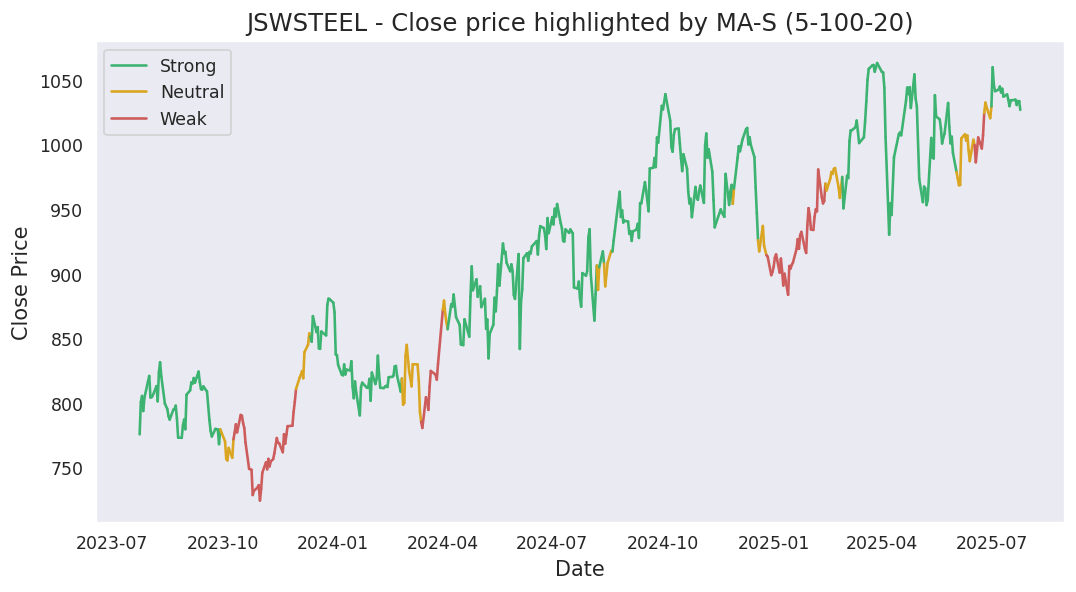 JSWSTEEL - Close price highlighted by MA-S (5-100-20)
Strong
Neutral
Weak
Close Price
1050
1000
950
900
850
800
750
2023-07 2023-10 2024-01 2024-04 2024-07 2024-10 2025-01 2025-04 2025-07
Date